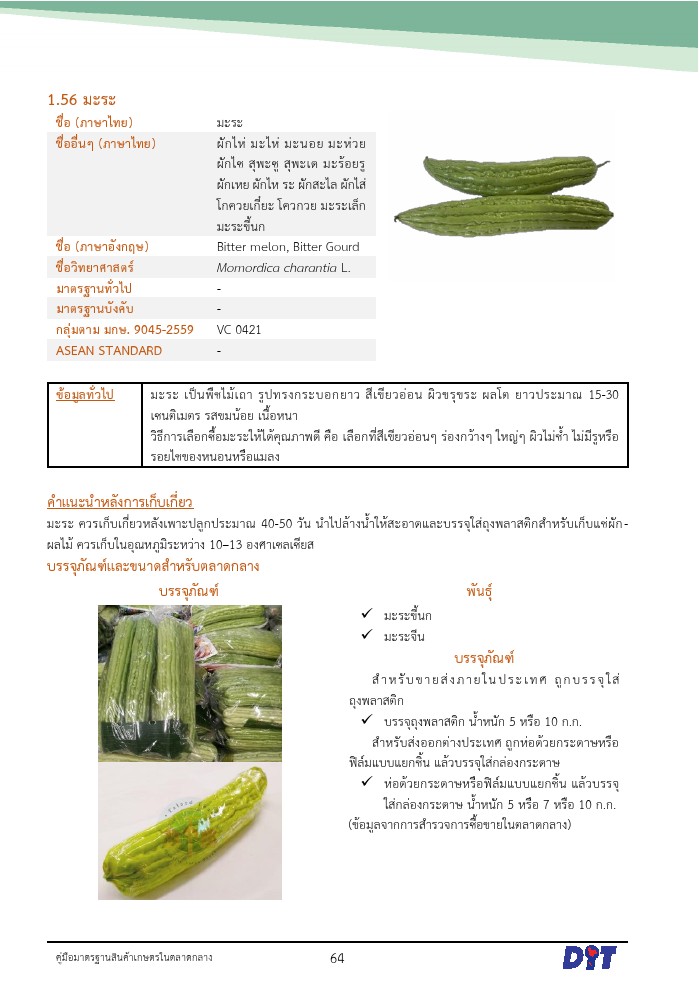 1.56 มะระ
ชื่อ (ภาษาไทย) มะระ
ชื่ออื่นๆ (ภาษาไทย) ผักไห่ มะไห่ มะนอย มะห่วย
ผักไซ สุพะซู สุพะเด มะร้อยรู
ผักเหย ผักไห ระ ผักสะไล ผักไส่
โกควยเกี๋ยะ โควกวย มะระเล็ก
มะระขี้นก
ชื่อ (ภาษาอังกฤษ) Bitter melon, Bitter Gourd
ชื่อวิทยาศาสตร์ Momordica charantia L.
มาตรฐานทั่วไป -
มาตรฐานบังคับ -
กลุ่มตาม มกษ. 9045-2559 VC 0421
ASEAN STANDARD -
ข้อมูลทั่วไป มะระ เป็นพืชไม้เถา รูปทรงกระบอกยาว สีเขียวอ่อน ผิวขรุขระ ผลโต ยาวประมาณ 15-30
เซนติเมตร รสขมน้อย เนื้อหนา
วิธีการเลือกซื้อมะระให้ได้คุณภาพดี คือ เลือกที่สีเขียวอ่อนๆ ร่องกว้างๆ ใหญ่ๆ ผิวไม่ช้ำ ไม่มีรูหรือ
รอยไชของหนอนหรือแมลง
คำแนะนำหลังการเก็บเกี่ยว
มะระ ควรเก็บเกี่ยวหลังเพาะปลูกประมาณ 40-50 วัน นำไปล้างน้ำให้สะอาดและบรรจุใส่ถุงพลาสติกสำหรับเก็บแช่ผัก-
ผลไม้ ควรเก็บในอุณหภูมิระหว่าง 10–13 องศาเซลเซียส
บรรจุภัณฑ์และขนาดสำหรับตลาดกลาง
บรรจุภัณฑ์
พันธุ์
✓ มะระขี้นก
✓ มะระจีน
บรรจุภัณฑ์
สำหรับขายส่งภายในประเทศ ถูกบรรจุใส่
ถุงพลาสติก
✓ บรรจุถุงพลาสติก น้ำหนัก 5 หรือ 10 ก.ก.
สำหรับส่งออกต่างประเทศ ถูกห่อด้วยกระดาษหรือ
ฟิล์มแบบแยกชิ้น แล้วบรรจุใส่กล่องกระดาษ
✓ ห่อด้วยกระดาษหรือฟิล์มแบบแยกชิ้น แล้วบรรจุ
ใส่กล่องกระดาษ น้ำหนัก 5 หรือ 7 หรือ 10 ก.ก.
(ข้อมูลจากการสำรวจการซื้อขายในตลาดกลาง)
คู่มือมาตรฐานสินค้าเกษตรในตลาดกลาง 64 DIT